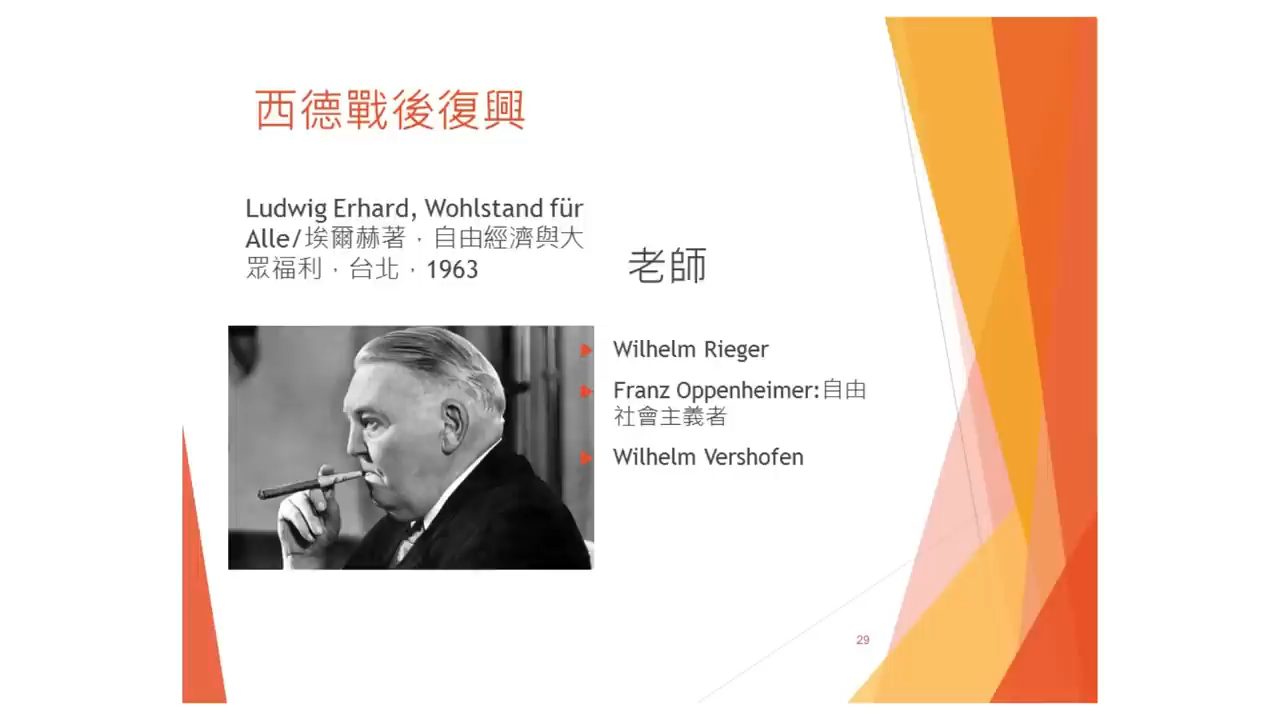 西德戰後復興
Ludwig Erhard, Wohlstand für
Alle/埃爾赫著，自由經濟與大
眾福利，台北，1963
老師
Wilhelm Rieger
Franz Oppenheimer:自由
社會主義者
Wilhelm Vershofen
29